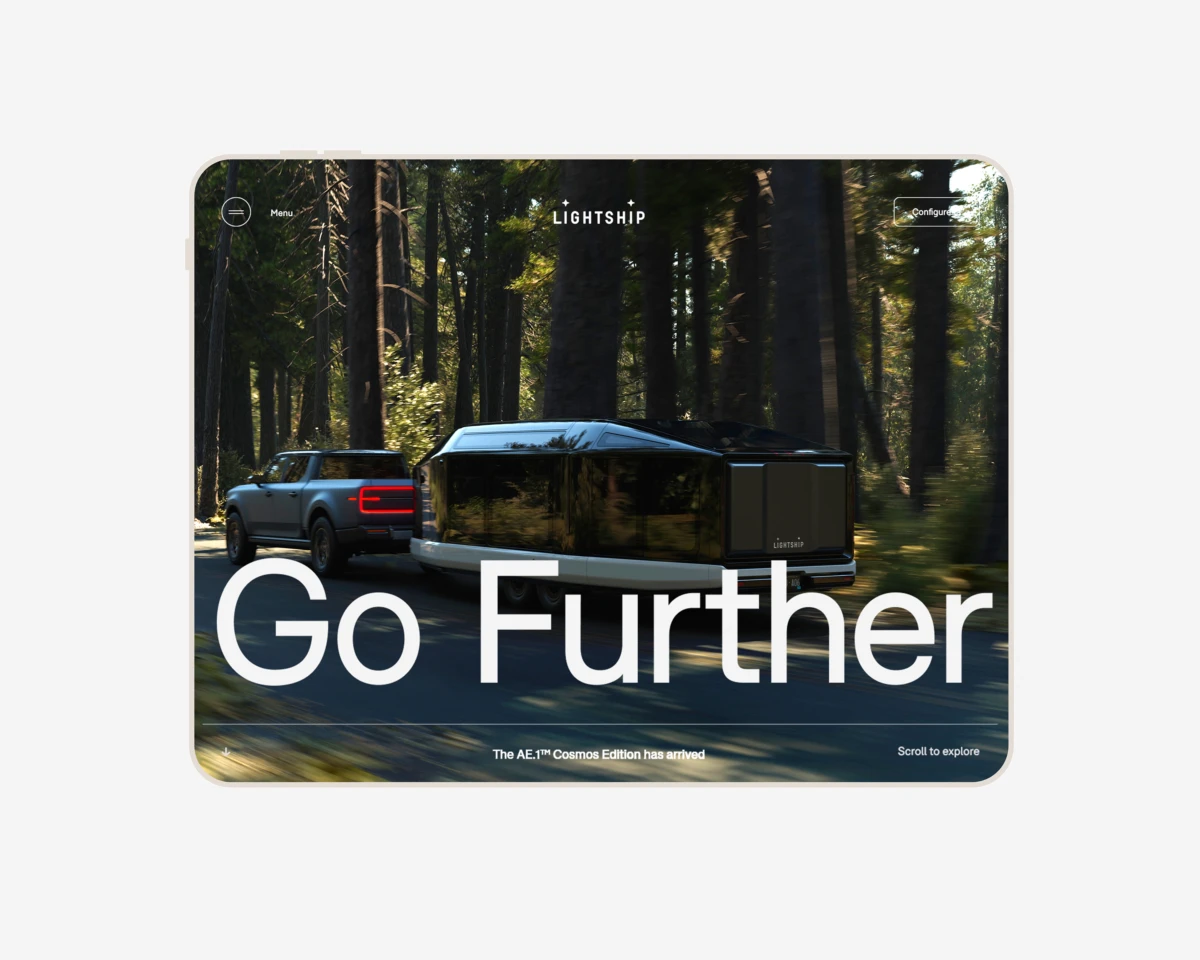 Menu
LIGHTSHIP
Configure
LIGHTSHIP
Go Further
The AE.1™ Cosmos Edition has arrived
Scroll to explore